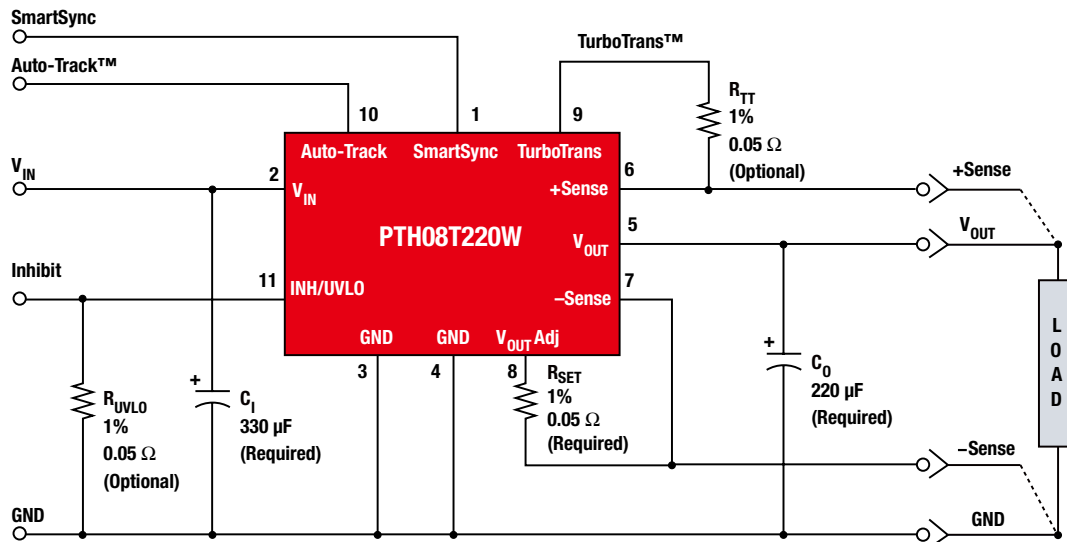 SmartSync
Auto-Track™
TurboTrans™
10
1
9
R_TT
1%
0.05 Ω
(Optional)
Auto-Track
SmartSync
TurboTrans
V_IN
2
V_IN
6
+Sense
+Sense
PTH08T220W
5
V_OUT
V_OUT
Inhibit
11
INH/UVLO
7
–Sense
GND
GND
V_OUT Adj
3
4
8
R_SET
1%
0.05 Ω
(Required)
+
C_I
330 µF
(Required)
R_UVLO
1%
0.05 Ω
(Optional)
+
C_O
220 µF
(Required)
L
O
A
D
–Sense
GND
GND